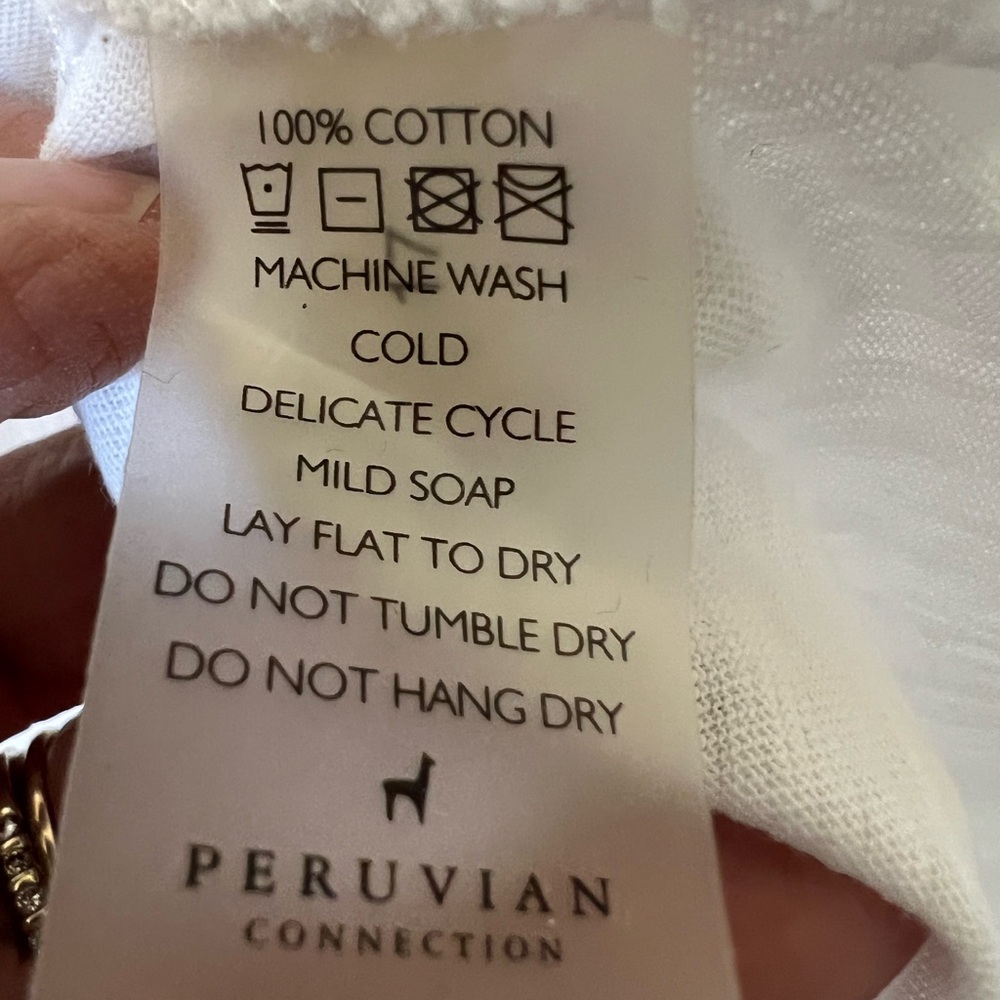 100% COTTON
MACHINE WASH
COLD
DELICATE CYCLE
MILD SOAP
LAY FLAT TO DRY
DO NOT TUMBLE DRY
DO NOT HANG DRY
PERUVIAN
CONNECTION